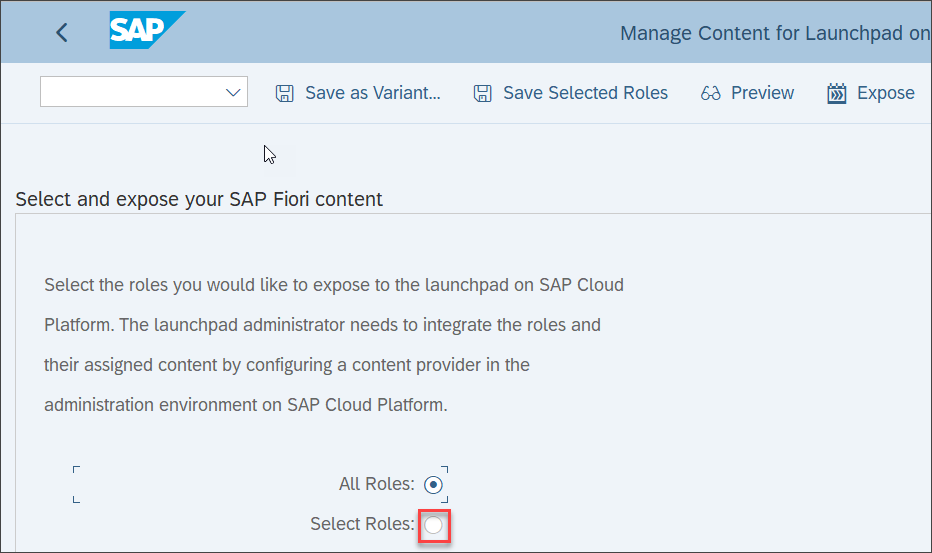 SAP
Manage Content for Launchpad on
Save as Variant...
Save Selected Roles
Preview
Expose
Select and expose your SAP Fiori content
Select the roles you would like to expose to the launchpad on SAP Cloud
Platform. The launchpad administrator needs to integrate the roles and
their assigned content by configuring a content provider in the
administration environment on SAP Cloud Platform.
All Roles:
Select Roles: